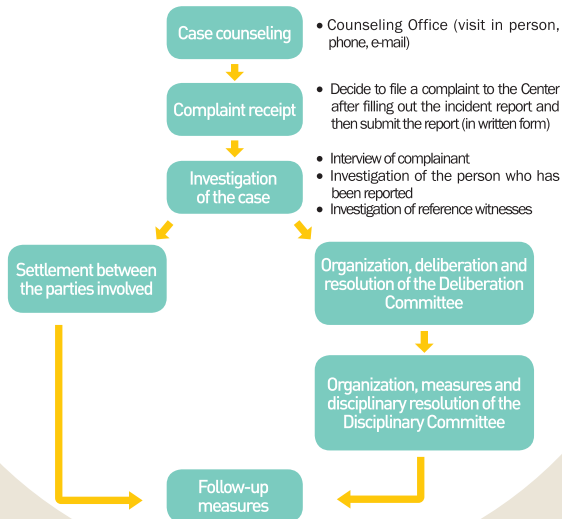 Case counseling
• Counseling Office (visit in person,
phone, e-mail)
Complaint receipt
• Decide to file a complaint to the Center
after filling out the incident report and
then submit the report (in written form)
Investigation
of the case
• Interview of complainant
• Investigation of the person who has
been reported
• Investigation of reference witnesses
Settlement between
the parties involved
Organization, deliberation and
resolution of the Deliberation
Committee
Organization, measures and
disciplinary resolution of the
Disciplinary Committee
Follow-up
measures